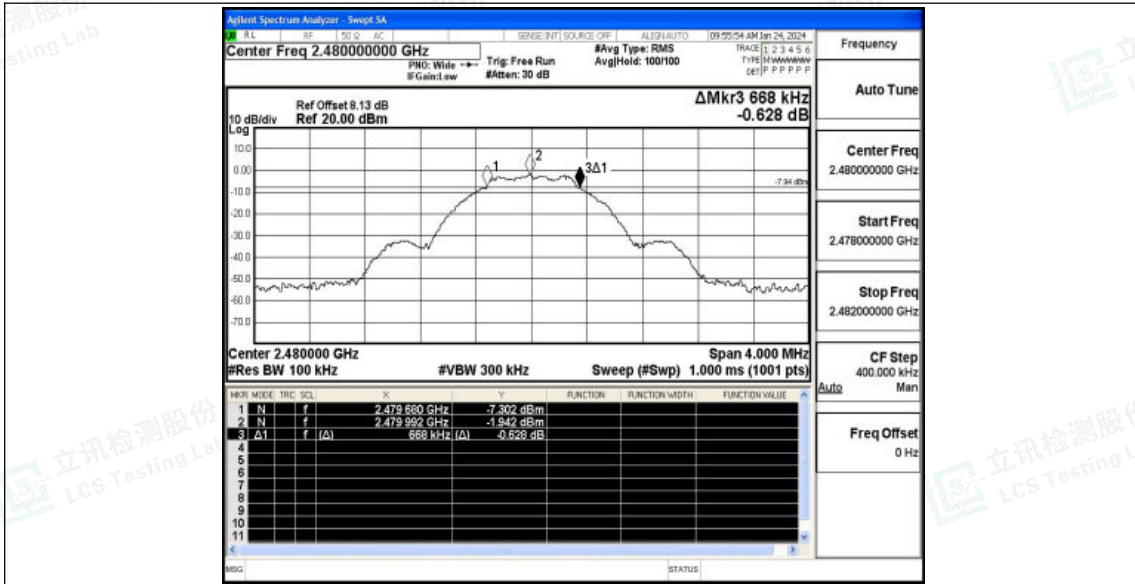 Agilent Spectrum Analyzer - Swept SA
RL RF 50 Ω AC SENSE:INT SOURCE OFF ALIGN AUTO 09:55:54 AM Jan 24, 2024
Center Freq 2.480000000 GHz
PNO: Wide
IFGain:Low
Trig: Free Run
#Atten: 30 dB
#Avg Type: RMS
Avg|Hold: 100/100
TRACE 1 2 3 4 5 6
TYPE M WWWWW
DET P P P P P P
Frequency
Auto Tune
Center Freq
2.480000000 GHz
Start Freq
2.478000000 GHz
Stop Freq
2.482000000 GHz
CF Step
400.000 kHz
Auto Man
Freq Offset
0 Hz
ΔMkr3 668 kHz
-0.628 dB
Ref Offset 8.13 dB
10 dB/div Ref 20.00 dBm
Log
10.0
0.00
-10.0
-20.0
-30.0
-40.0
-50.0
-60.0
-70.0
1
2
3Δ1
-7.94 dBm
Center 2.480000 GHz Span 4.000 MHz
#Res BW 100 kHz #VBW 300 kHz Sweep (#Swp) 1.000 ms (1001 pts)
MKR MODE TRC SCL X Y FUNCTION FUNCTION WIDTH FUNCTION VALUE
1 N f 2.479 680 GHz -7.302 dBm
2 N f 2.479 992 GHz -1.942 dBm
3 Δ1 f (Δ) 668 kHz (Δ) -0.628 dB
4
5
6
7
8
9
10
11
MSG STATUS
立讯检测股份
LCS Testing Lab
立讯检测股份
LCS Testing L